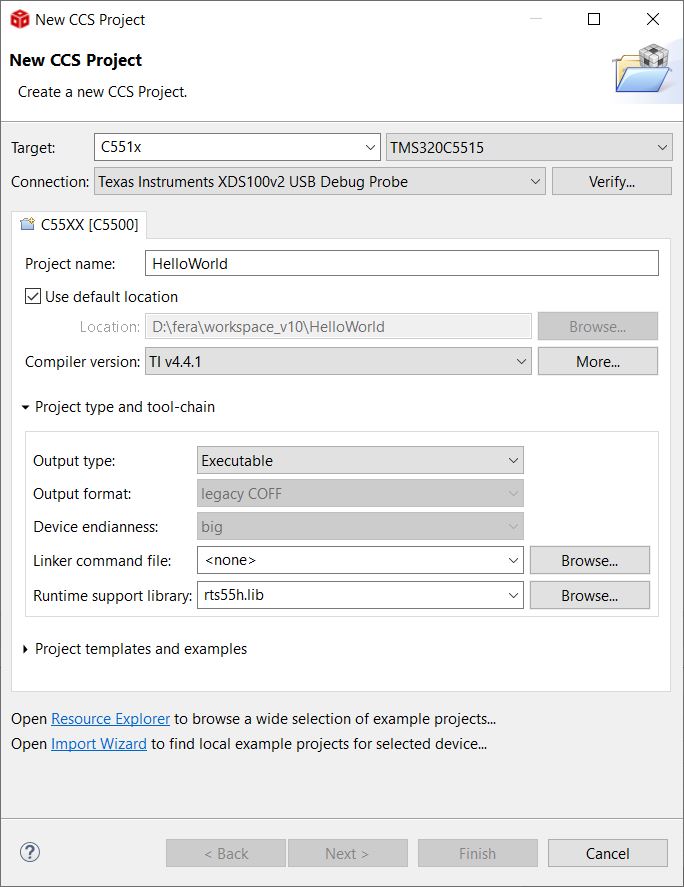 New CCS Project
New CCS Project
Create a new CCS Project.
Target: C551x TMS320C5515
Connection: Texas Instruments XDS100v2 USB Debug Probe Verify...
C55XX [C5500]
Project name: HelloWorld
Use default location
Location: D:\fera\workspace_v10\HelloWorld Browse...
Compiler version: TI v4.4.1 More...
Project type and tool-chain
Output type: Executable
Output format: legacy COFF
Device endianness: big
Linker command file: <none> Browse...
Runtime support library: rts55h.lib Browse...
Project templates and examples
Open Resource Explorer to browse a wide selection of example projects...
Open Import Wizard to find local example projects for selected device...
? < Back Next > Finish Cancel